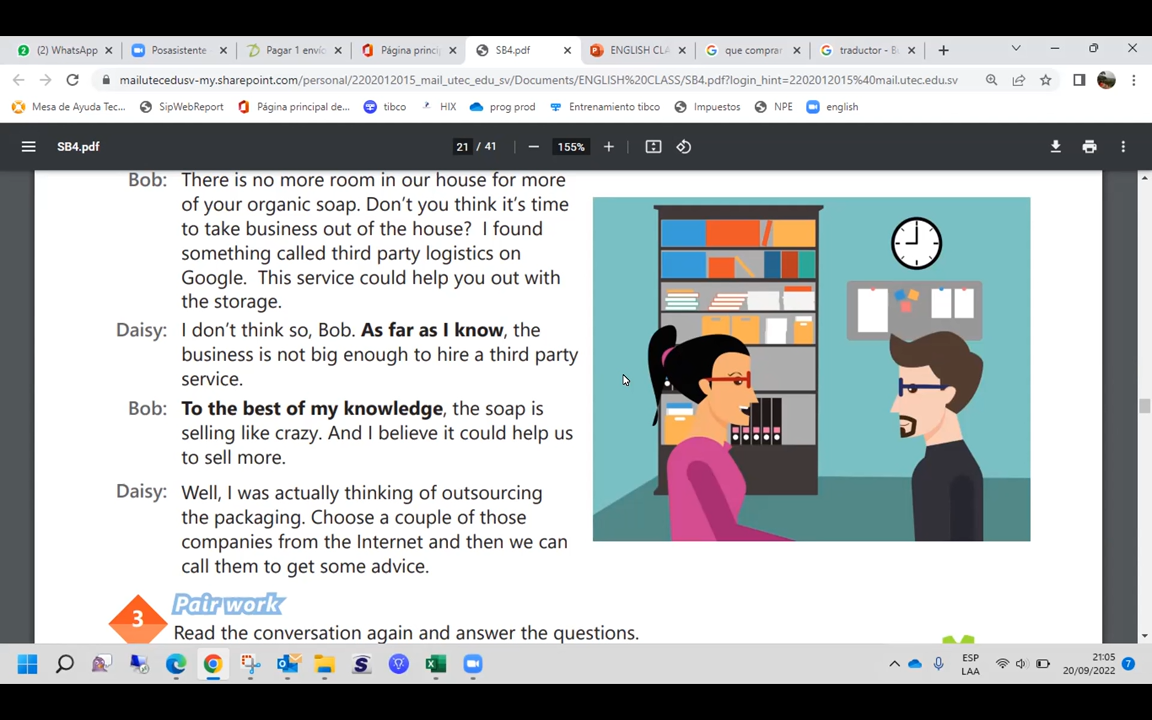 (2) WhatsApp
Posasistente
Pagar 1 envío
Página princi
SB4.pdf
ENGLISH CLA
que comprar
traductor - B
mailutecedusv-my.sharepoint.com/personal/2202012015_mail_utec_edu_sv/Documents/ENGLISH%20CLASS/SB4.pdf?login_hint=2202012015%40mail.utec.edu.sv
Mesa de Ayuda Tec...
SipWebReport
Página principal de...
tibco
HIX
prog prod
Entrenamiento tibco
Impuestos
NPE
english
SB4.pdf
21 / 41
155%
Bob: There is no more room in our house for more
of your organic soap. Don't you think it's time
to take business out of the house? I found
something called third party logistics on
Google. This service could help you out with
the storage.
Daisy: I don't think so, Bob. As far as I know, the
business is not big enough to hire a third party
service.
Bob: To the best of my knowledge, the soap is
selling like crazy. And I believe it could help us
to sell more.
Daisy: Well, I was actually thinking of outsourcing
the packaging. Choose a couple of those
companies from the Internet and then we can
call them to get some advice.
3 Pair work
Read the conversation again and answer the questions.
ESP
LAA
21:05
20/09/2022
7